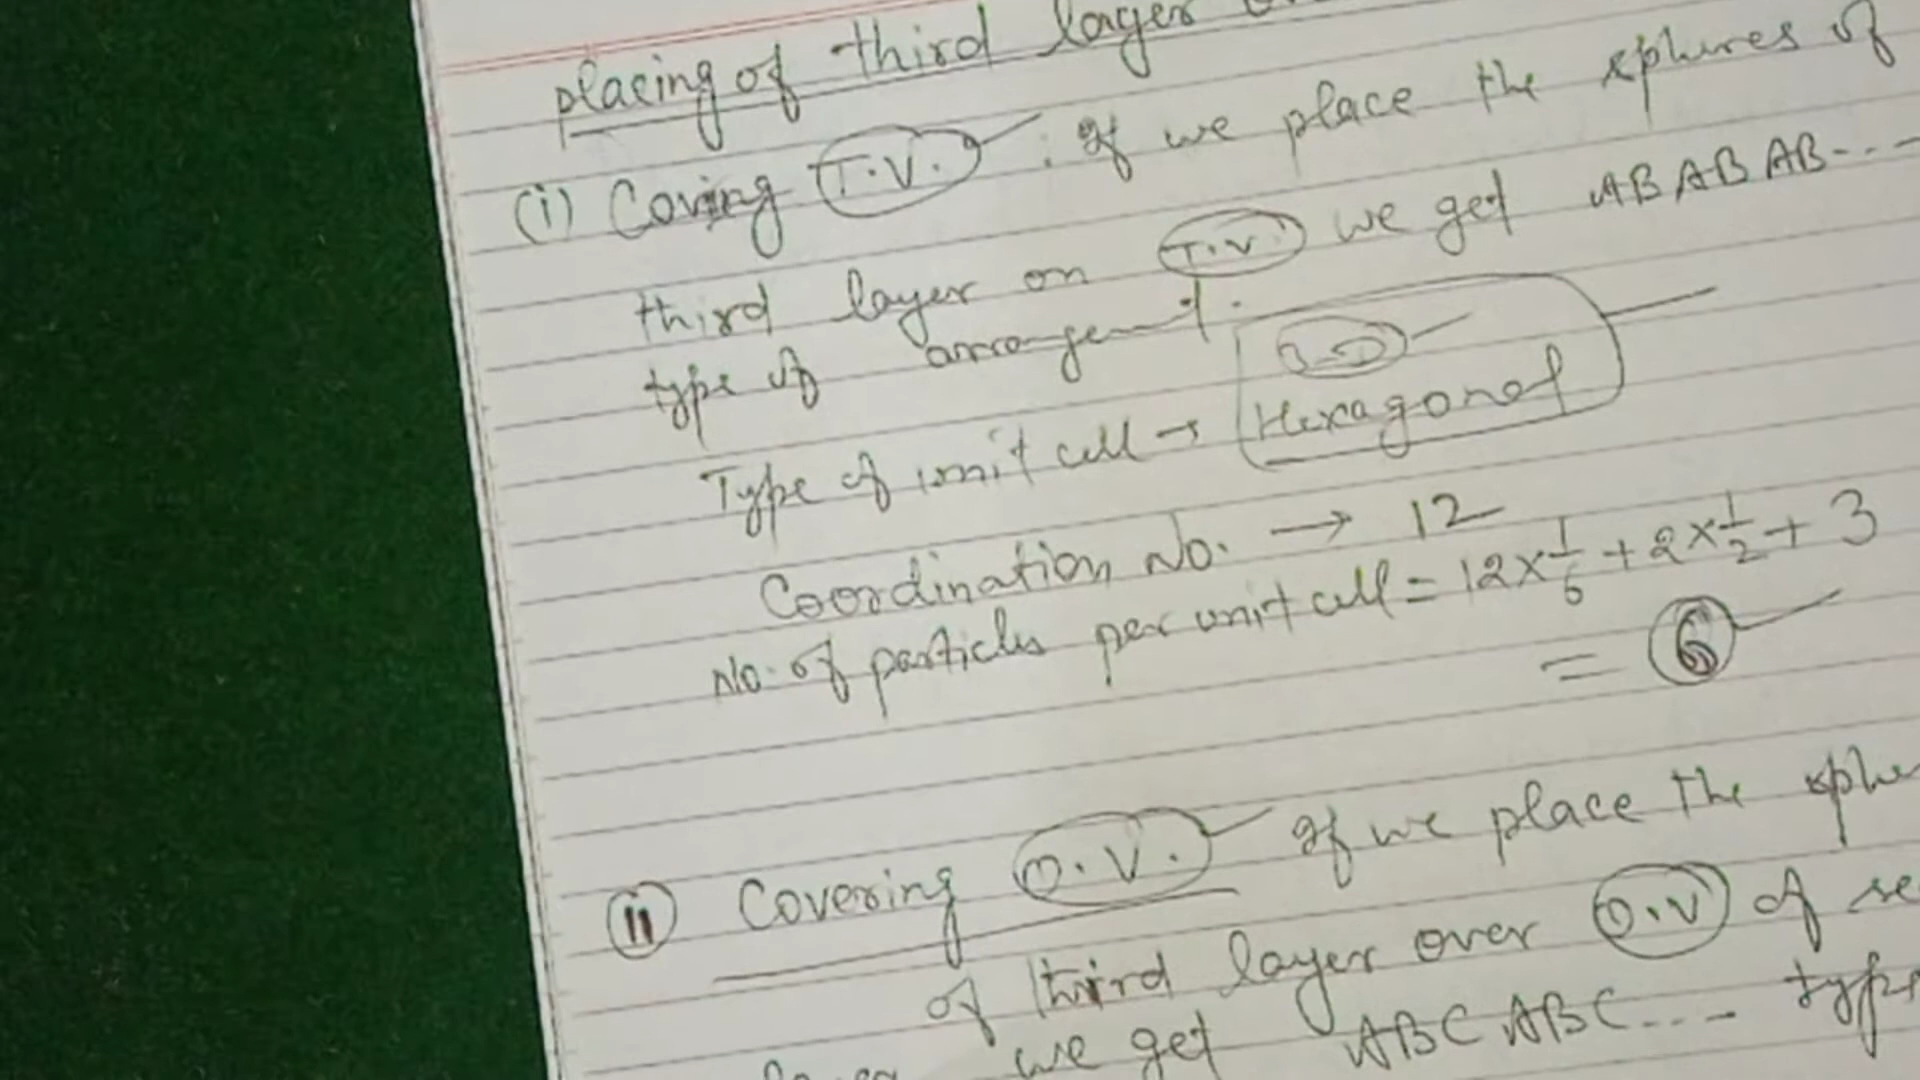 placing of third layer
(i) Coving T.V. : If we place the spheres of
third layer on T.V. we get ABABAB...
type of arrangement.
3-D
Type of unit cell → Hexagonal
Coordination No. → 12
No. of particles per unit cell = 12×1/6 + 2×1/2 + 3
= 6
(ii) Covering O.V. If we place the sphe
of third layer over O.V of se
we get ABCABC... typ